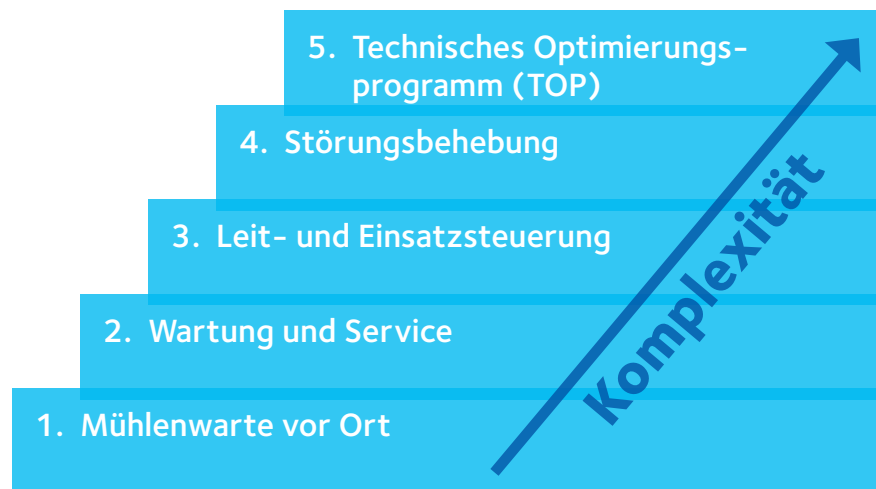 5. Technisches Optimierungs-
programm (TOP)
4. Störungsbehebung
3. Leit- und Einsatzsteuerung
2. Wartung und Service
1. Mühlenwarte vor Ort
Komplexität